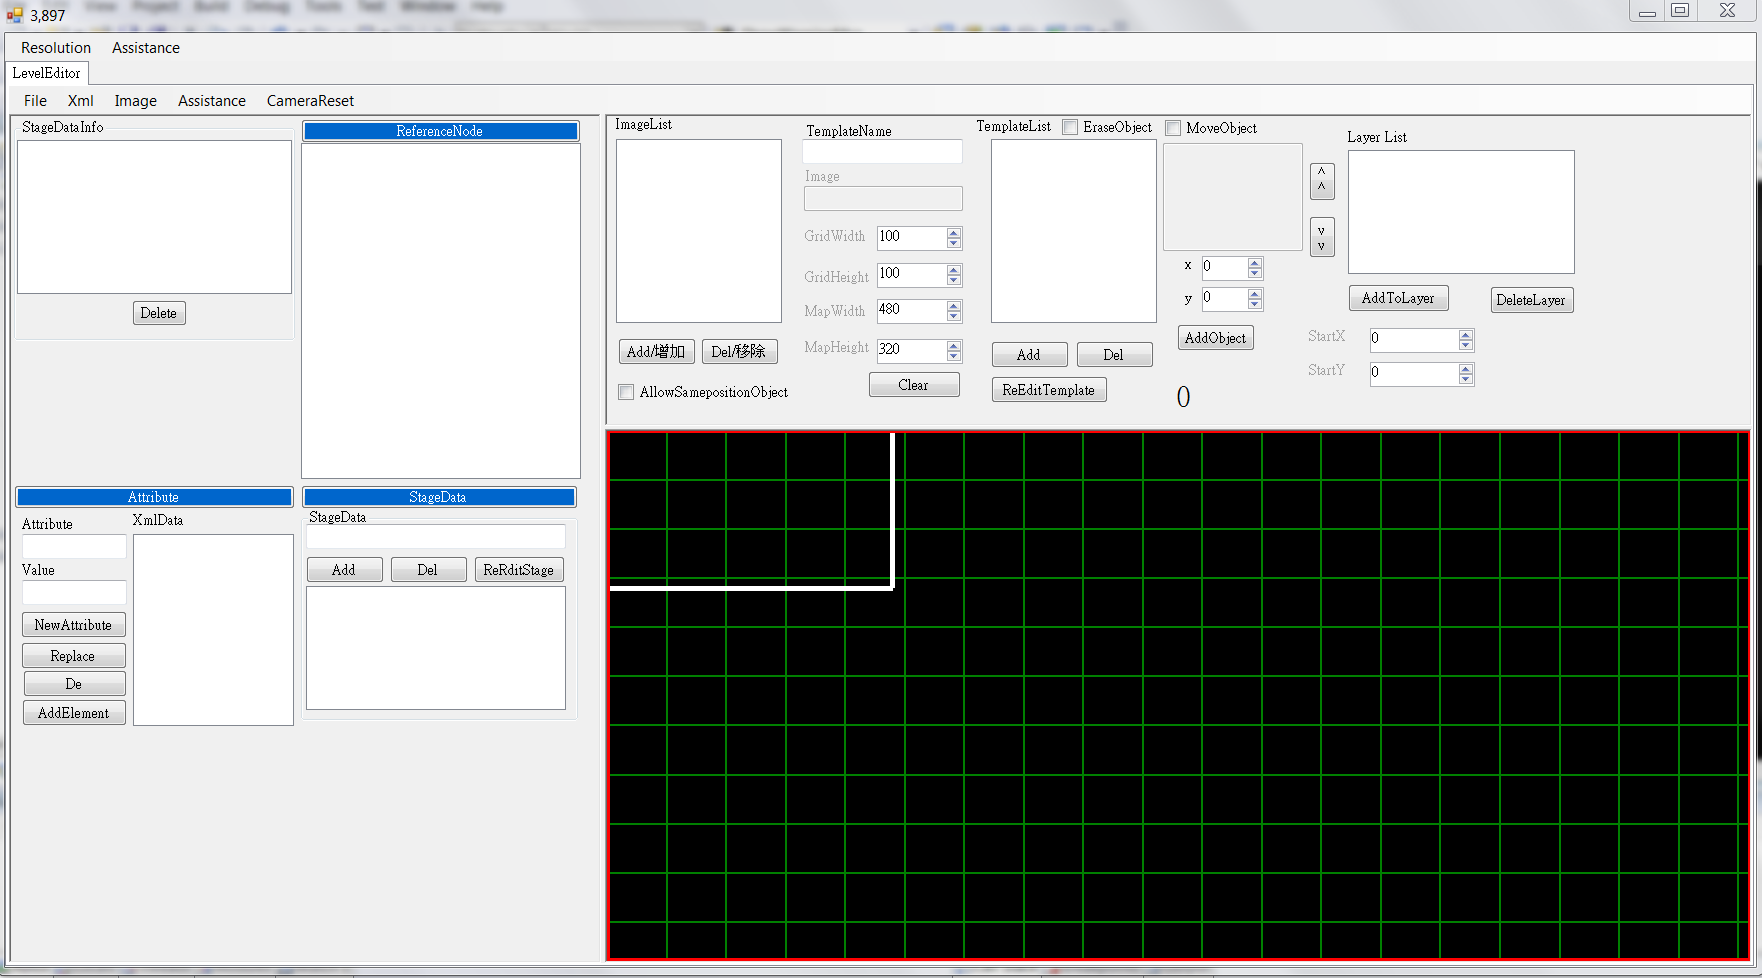 3,897
Resolution Assistance
LevelEditor
File Xml Image Assistance CameraReset
StageDataInfo
Delete
ReferenceNode
Attribute
Attribute
Value
NewAttribute
Replace
De
AddElement
XmlData
StageData
StageData
Add Del ReRditStage
ImageList
Add/增加 Del/移除
AllowSamepositionObject
TemplateName
Image
GridWidth 100
GridHeight 100
MapWidth 480
MapHeight 320
Clear
TemplateList EraseObject MoveObject
Add Del
ReEditTemplate
x 0
y 0
AddObject
0
^
^
v
v
Layer List
AddToLayer DeleteLayer
StartX 0
StartY 0